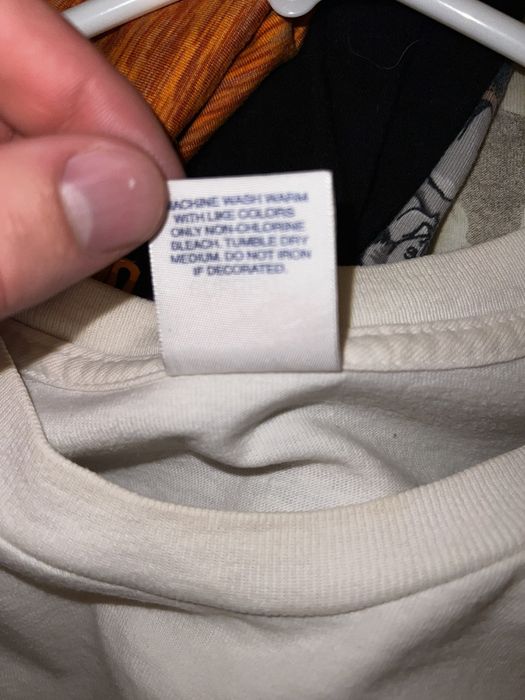 MACHINE WASH WARM
WITH LIKE COLORS
ONLY NON-CHLORINE
BLEACH. TUMBLE DRY
MEDIUM. DO NOT IRON
IF DECORATED.